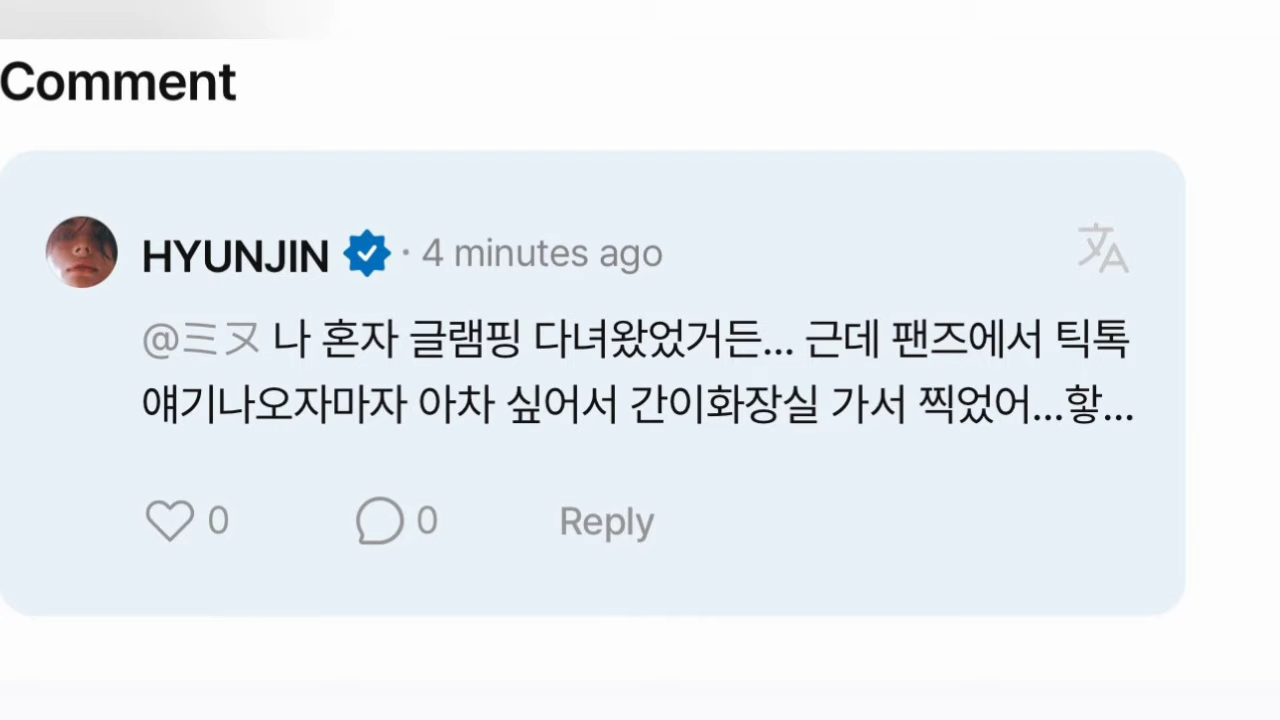 Comment
HYUNJIN · 4 minutes ago
@ミヌ 나 혼자 글램핑 다녀왔었거든... 근데 팬즈에서 틱톡
얘기나오자마자 아차 싶어서 간이화장실 가서 찍었어...핳...
0 0 Reply